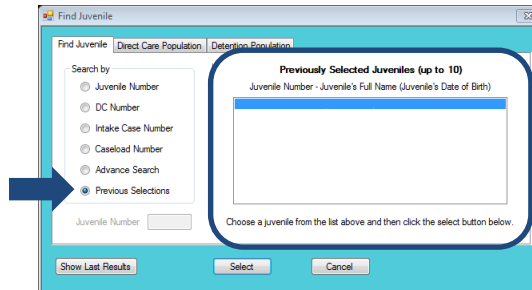 Find Juvenile
Find Juvenile Direct Care Population Detention Population
Search by
Juvenile Number
DC Number
Intake Case Number
Caseload Number
Advance Search
Previous Selections
Juvenile Number
Previously Selected Juveniles (up to 10)
Juvenile Number - Juvenile's Full Name (Juvenile's Date of Birth)
Choose a juvenile from the list above and then click the select button below.
Show Last Results Select Cancel